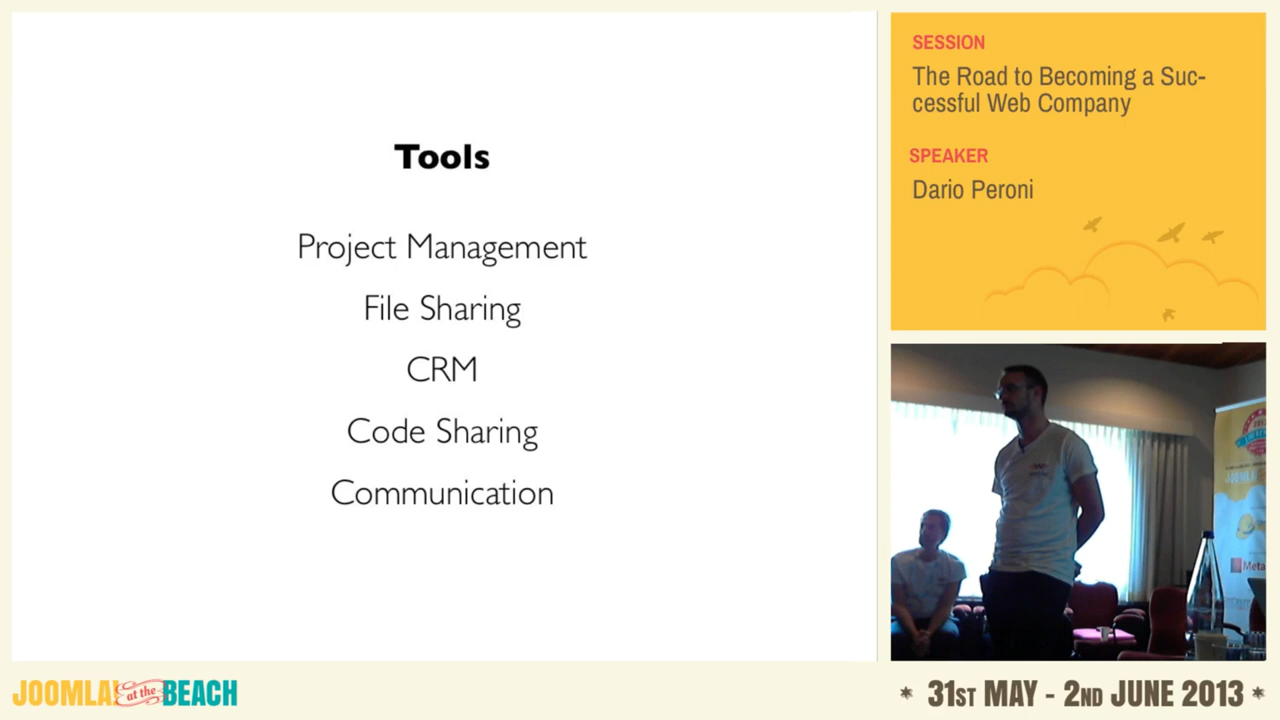 Tools
Project Management
File Sharing
CRM
Code Sharing
Communication
SESSION
The Road to Becoming a Suc-
cessful Web Company
SPEAKER
Dario Peroni
Meta
JOOMLA! at the BEACH
* 31ST MAY - 2ND JUNE 2013 *